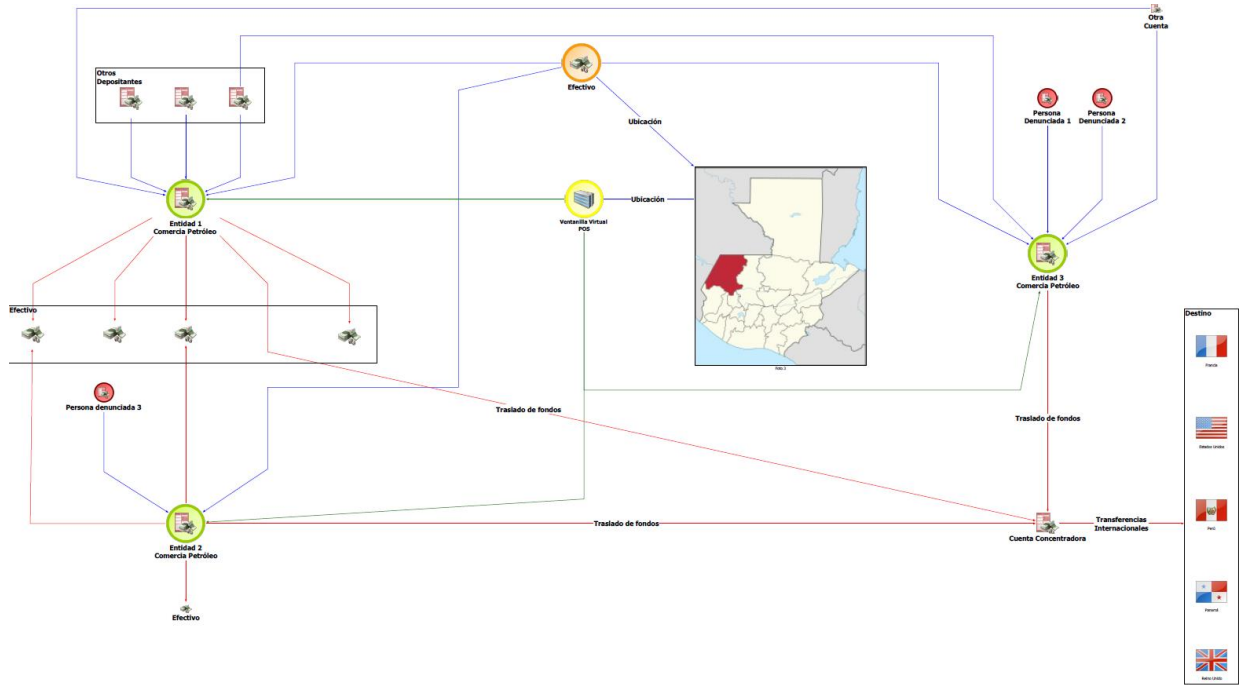 Otra
Cuenta
Otros
Depositantes
Efectivo
Persona
Denunciada 1
Persona
Denunciada 2
Ubicación
Ubicación
Entidad 1
Comercia Petróleo
Ventanilla Virtual
POS
Entidad 3
Comercia Petróleo
Efectivo
Destino
Francia
Persona denunciada 3
Traslado de fondos
Traslado de fondos
Estados Unidos
Traslado de fondos
Transferencias
Internacionales
Perú
Entidad 2
Comercia Petróleo
Cuenta Concentradora
Panamá
Efectivo
Reino Unido